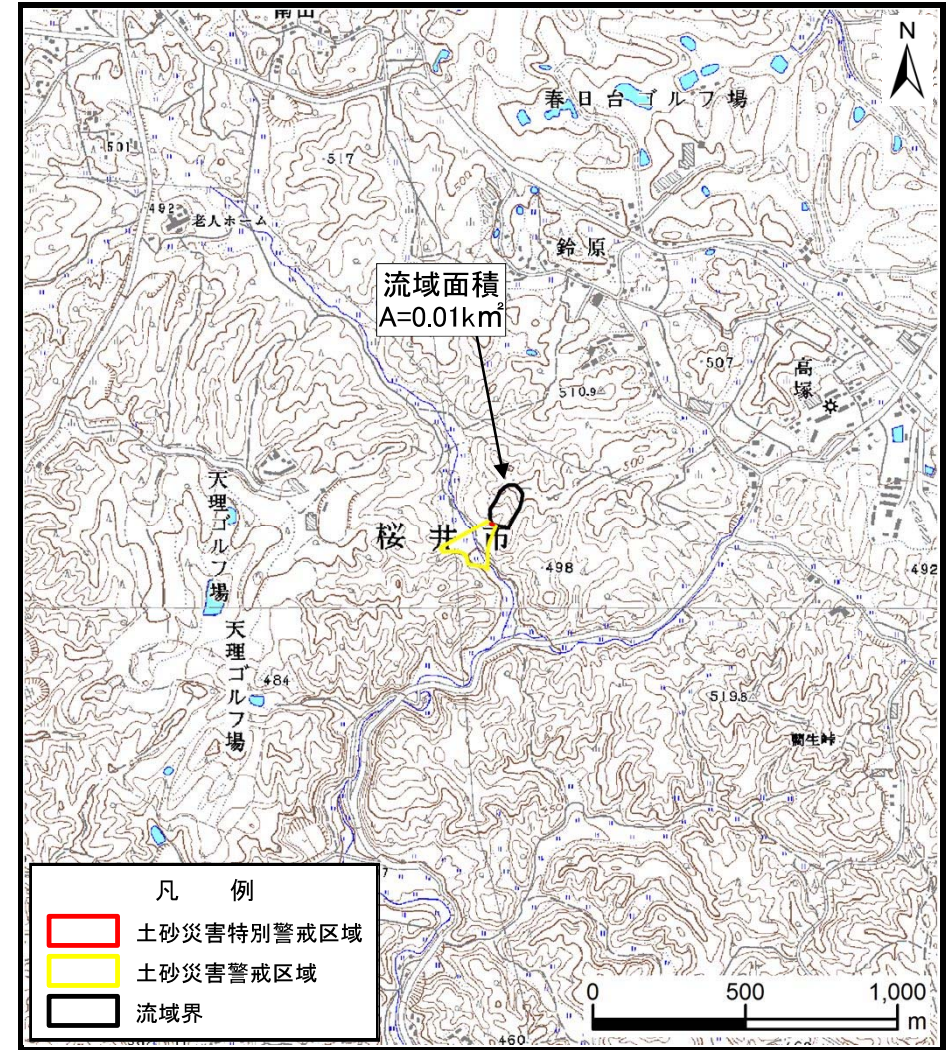 N
春日台ゴルフ場
501
517
492
老人ホーム
鈴原
流域面積
A=0.01km²
507
高塚
510.9
500
天理ゴルフ場
桜井市
498
492
天理ゴルフ場
484
519.8
凡 例
土砂災害特別警戒区域
土砂災害警戒区域
流域界
0 500 1,000
m
460